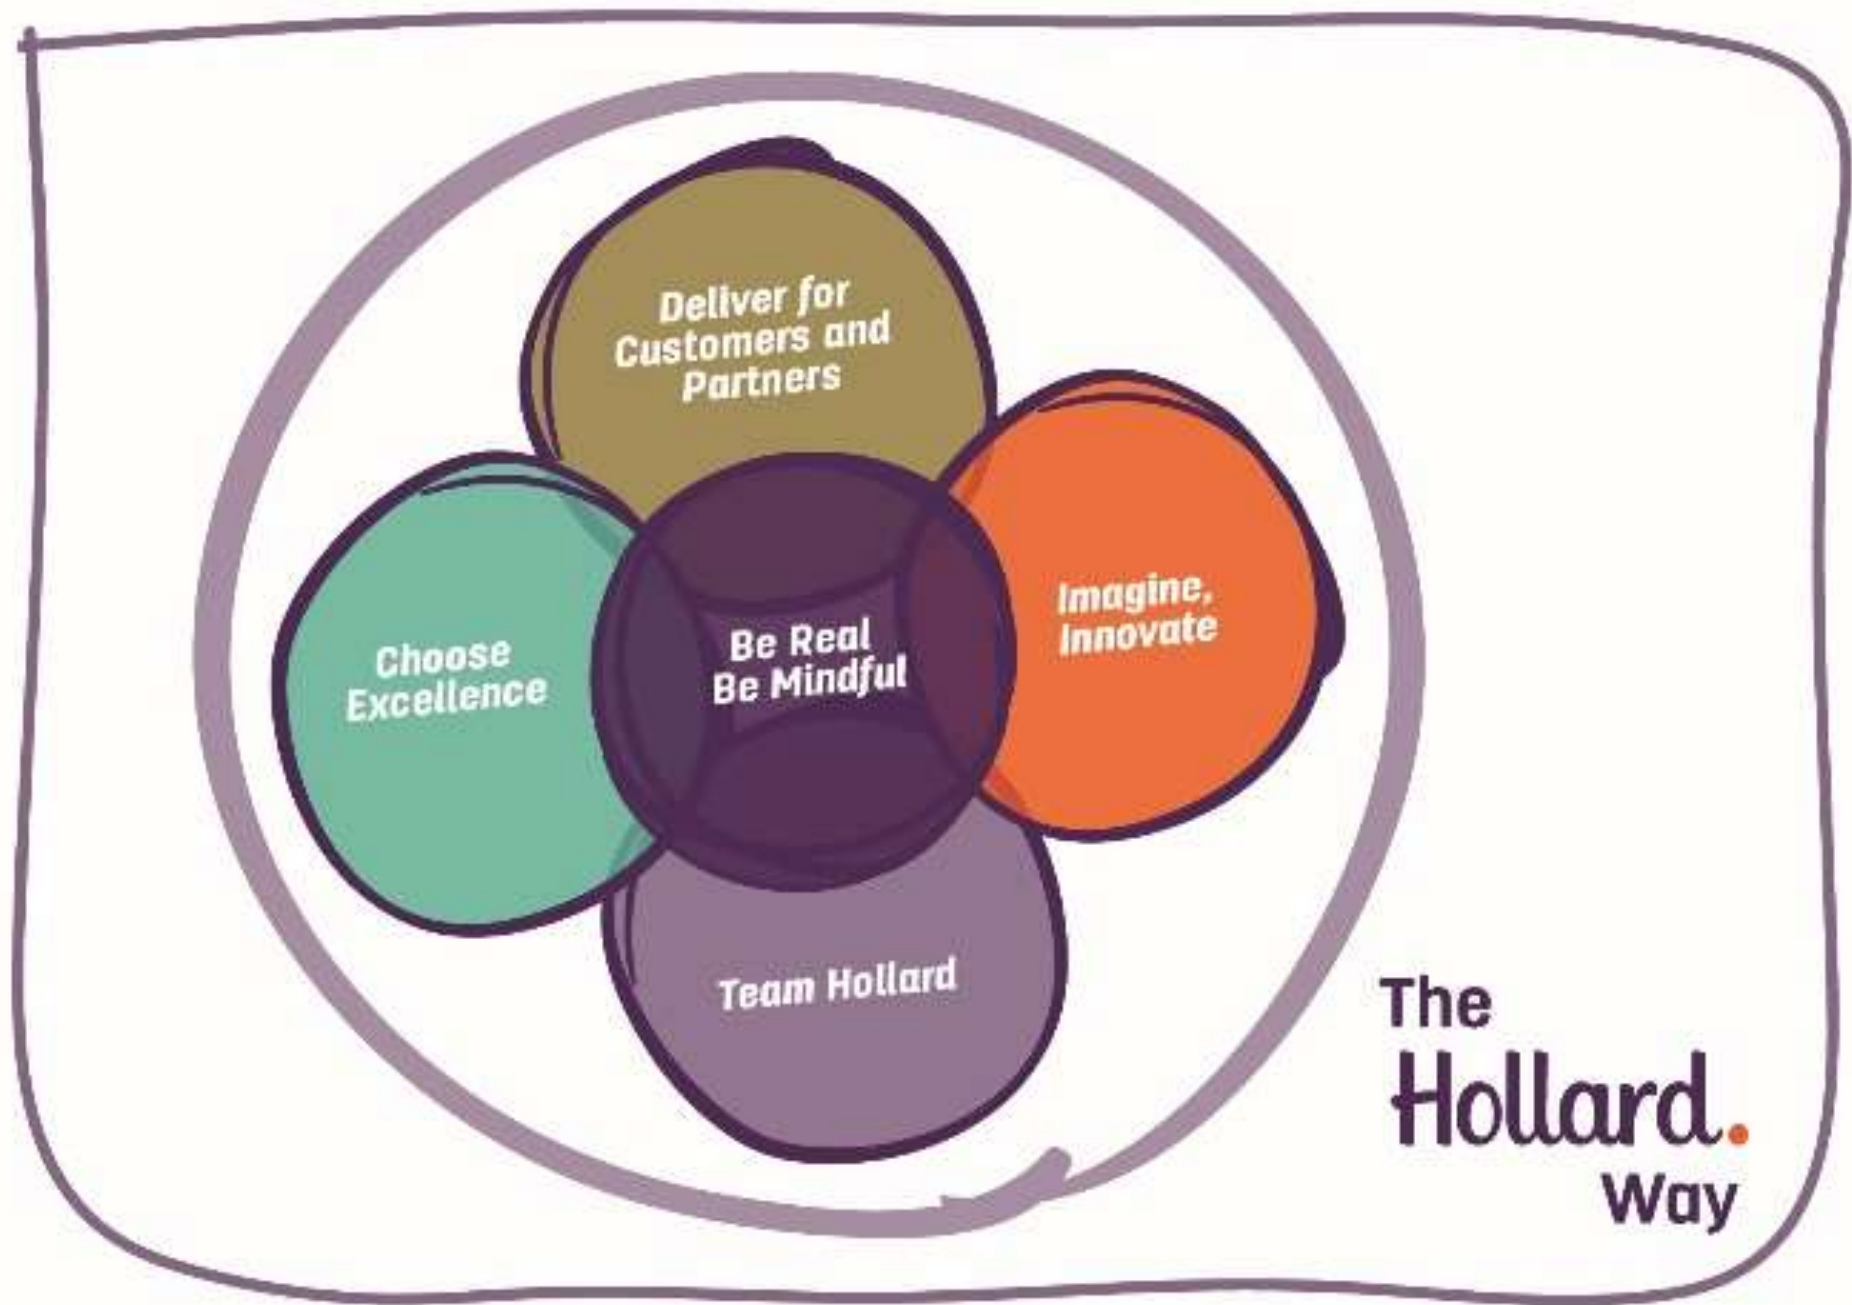 Deliver for
Customers and
Partners
Imagine,
Innovate
Choose
Excellence
Be Real
Be Mindful
Team Hollard
The
Hollard.
Way